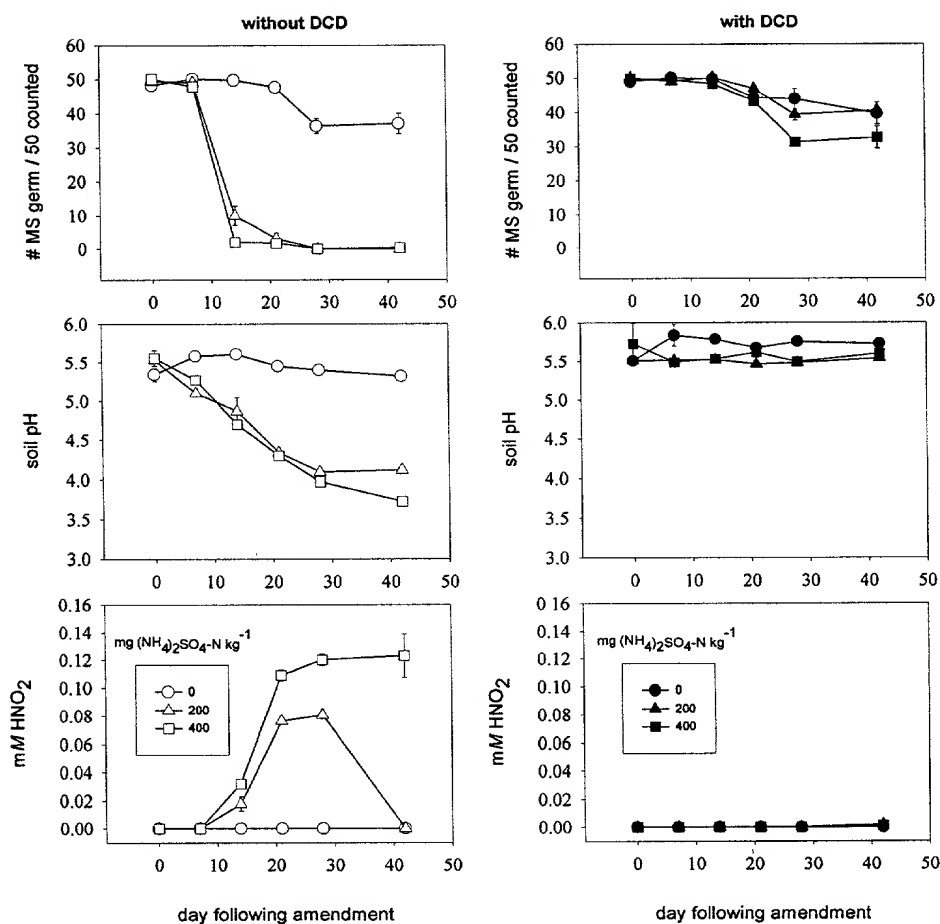 without DCD
with DCD
# MS germ / 50 counted
60
50
40
30
20
10
0
0 10 20 30 40 50
# MS germ / 50 counted
60
50
40
30
20
10
0
0 10 20 30 40 50
soil pH
6.0
5.5
5.0
4.5
4.0
3.5
3.0
0 10 20 30 40 50
soil pH
6.0
5.5
5.0
4.5
4.0
3.5
3.0
0 10 20 30 40 50
mM HNO2
0.16
0.14
0.12
0.10
0.08
0.06
0.04
0.02
0.00
mg (NH4)2SO4-N kg-1
0
200
400
0 10 20 30 40 50
day following amendment
mM HNO2
0.16
0.14
0.12
0.10
0.08
0.06
0.04
0.02
0.00
mg (NH4)2SO4-N kg-1
0
200
400
0 10 20 30 40 50
day following amendment